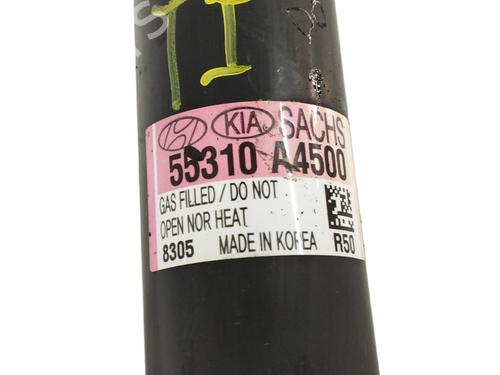 KIA SACHS
55310 A4500
GAS FILLED / DO NOT
OPEN NOR HEAT
8305 MADE IN KOREA R50